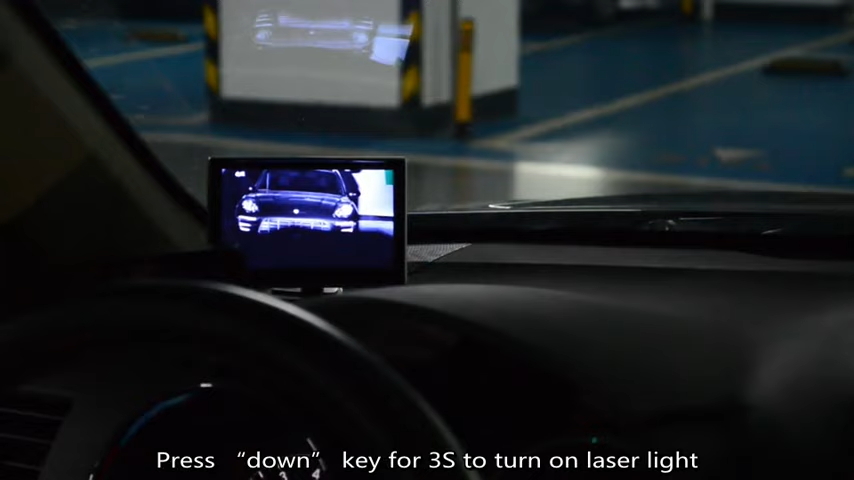 Press “down” key for 3S to turn on laser light